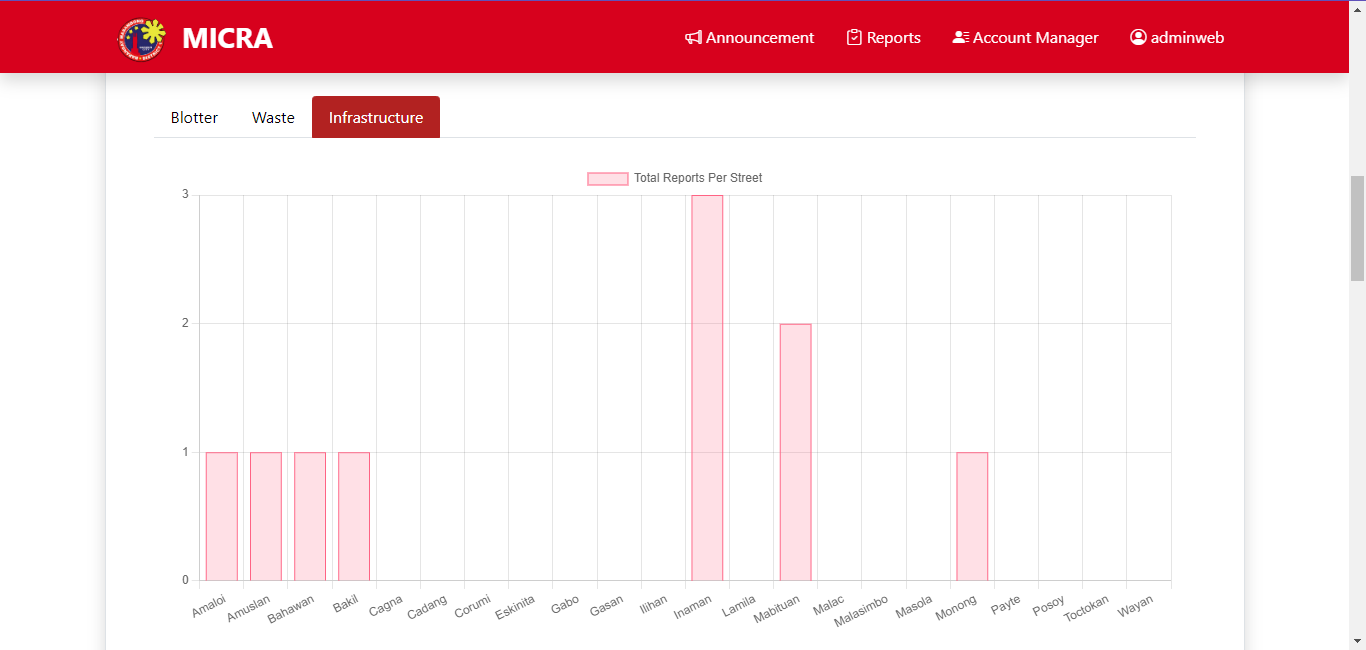 MICRA
Announcement
Reports
Account Manager
adminweb
Blotter
Waste
Infrastructure
Total Reports Per Street
3
2
1
0
Amaloi
Amuslan
Bahawan
Bakil
Cagna
Cadang
Corumi
Eskinita
Gabo
Gasan
Ilihan
Inaman
Lamila
Mabituan
Malac
Malasimbo
Masola
Monong
Payte
Posoy
Toctokan
Wayan